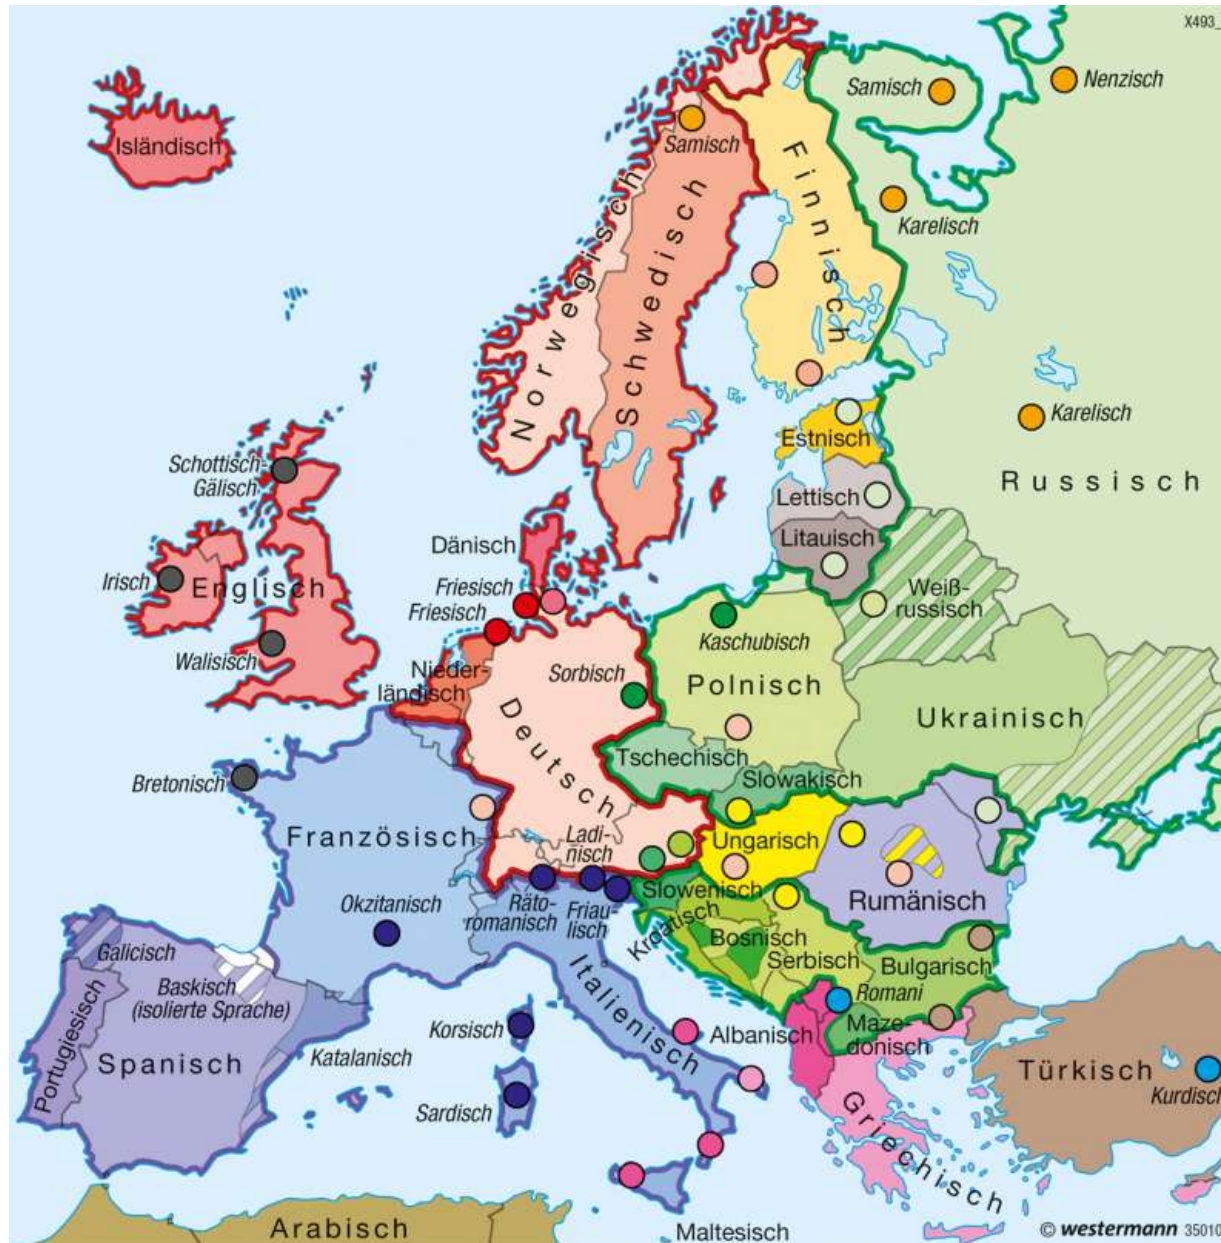 X493_
Samisch
Nenzisch
Isländisch
Samisch
Finnisch
Karelisch
Norwegisch
Schwedisch
Karelisch
Estnisch
Schottisch-
Gälisch
Russisch
Lettisch
Litauisch
Dänisch
Irisch
Englisch
Friesisch
Friesisch
Weiß-
russisch
Kaschubisch
Walisisch
Nieder-
ländisch
Sorbisch
Polnisch
Deutsch
Ukrainisch
Tschechisch
Slowakisch
Bretonisch
Französisch
Ladi-
nisch
Ungarisch
Okzitanisch
Räto-
romanisch
Friau-
lisch
Slowenisch
Rumänisch
Kroatisch
Bosnisch
Serbisch
Bulgarisch
Galicisch
Baskisch
(isolierte Sprache)
Italienisch
Romani
Korsisch
Albanisch
Maze-
donisch
Portugiesisch
Spanisch
Katalanisch
Türkisch
Kurdisch
Sardisch
Griechisch
Arabisch
Maltesisch
© westermann 35010